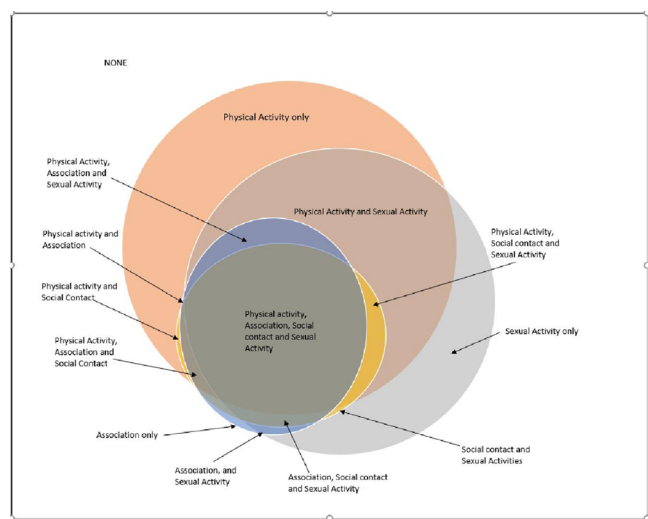 NONE
Physical Activity only
Physical Activity,
Association and
Sexual Activity
Physical Activity and Sexual Activity
Physical activity and
Association
Physical Activity,
Social contact and
Sexual Activity
Physical activity and
Social Contact
Physical activity,
Association, Social
contact and Sexual
Activity
Sexual Activity only
Physical Activity,
Association and
Social Contact
Association only
Social contact and
Sexual Activities
Association, and
Sexual Activity
Association, Social contact
and Sexual Activity